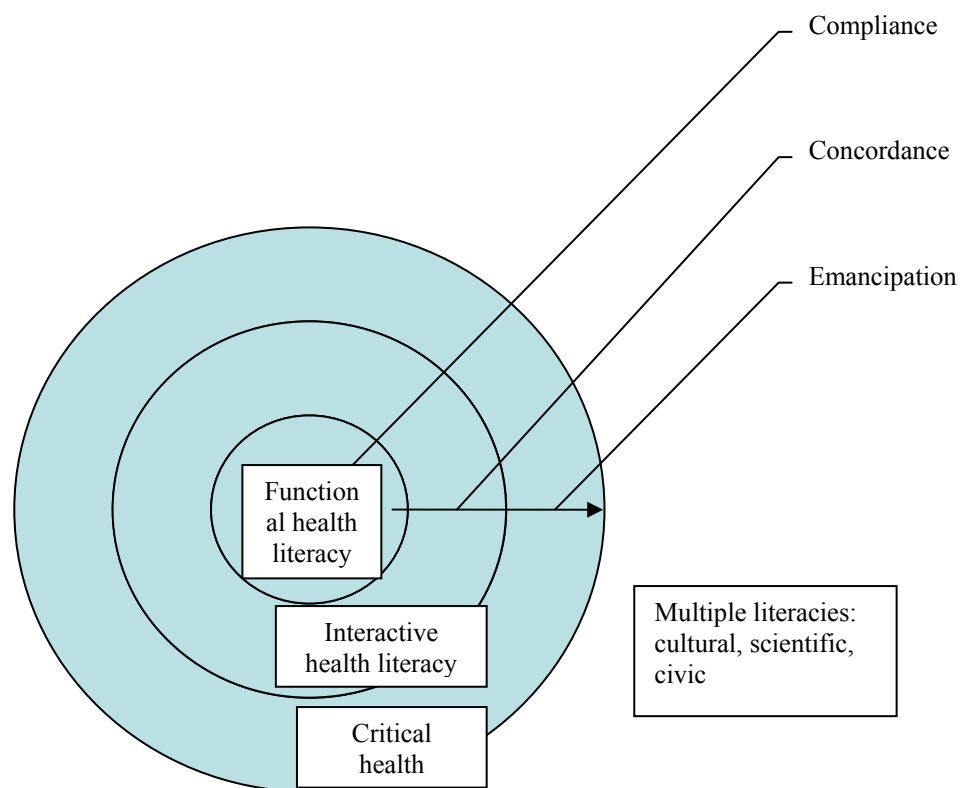 Compliance
Concordance
Emancipation
Function
al health
literacy
Interactive
health literacy
Multiple literacies:
cultural, scientific,
civic
Critical
health